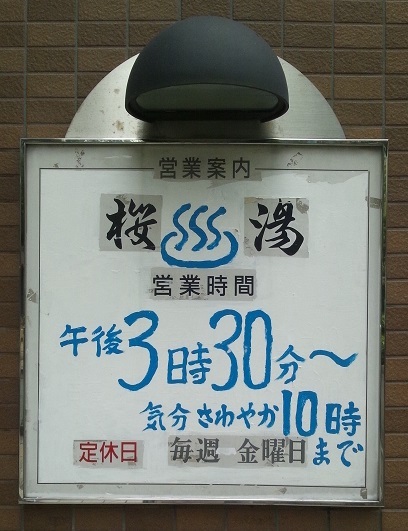 営業案内
桜♨湯
営業時間
午後3時30分～
気分さわやか10時まで
定休日 毎週 金曜日